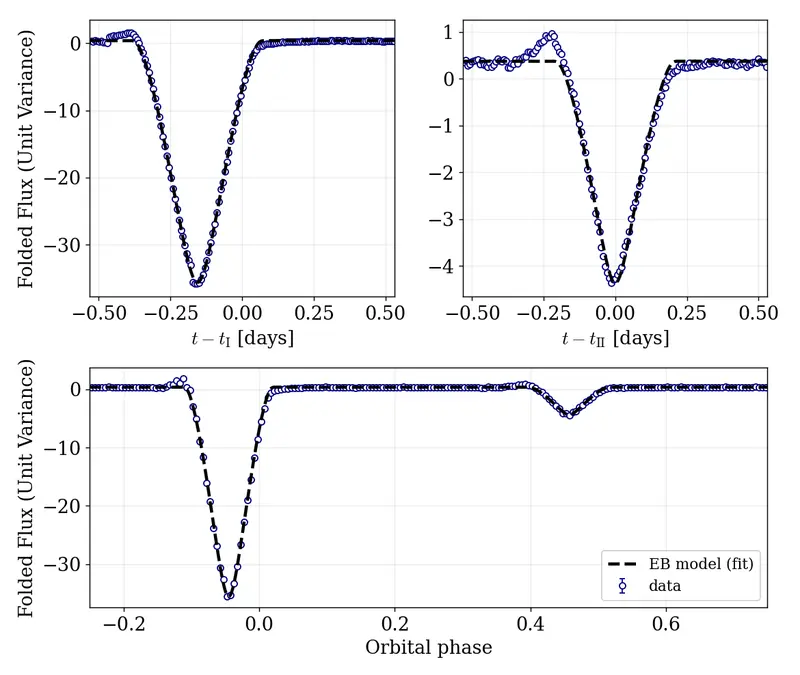 Folded Flux (Unit Variance)
0
−10
−20
−30
−0.50 −0.25 0.00 0.25 0.50
t − t_I [days]
1
0
−1
−2
−3
−4
−0.50 −0.25 0.00 0.25 0.50
t − t_II [days]
Folded Flux (Unit Variance)
0
−10
−20
−30
−0.2 0.0 0.2 0.4 0.6
Orbital phase
EB model (fit)
data